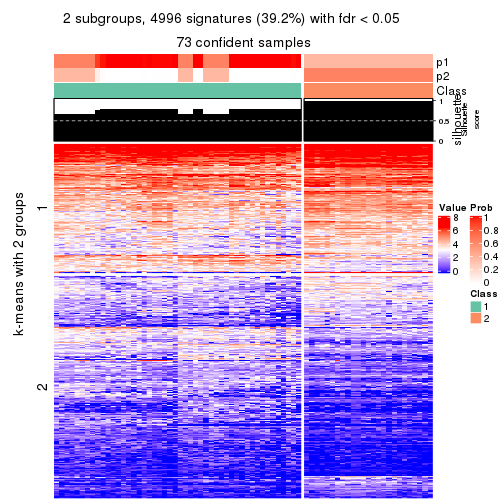 2 subgroups, 4996 signatures (39.2%) with fdr < 0.05
73 confident samples
p1
p2
Class
1
0.5
0
silhouette
Silhouette
score
k-means with 2 groups
1
2
Value
8
6
4
2
0
Prob
1
0.8
0.6
0.4
0.2
0
Class
1
2